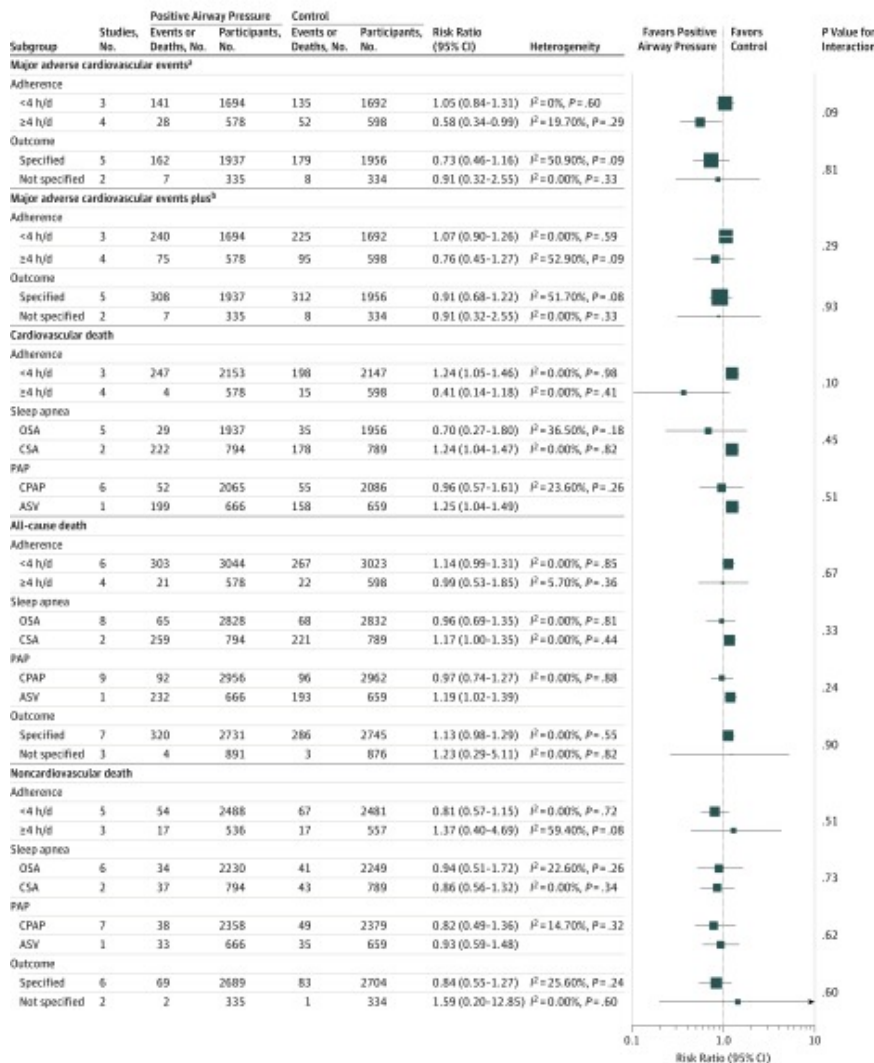 Positive Airway Pressure Control
Studies, Events or Participants, Events or Participants, Risk Ratio Favors Positive Favors P Value for
Subgroup No. Deaths, No. No. Deaths, No. No. (95% CI) Heterogeneity Airway Pressure Control Interaction
Major adverse cardiovascular eventsa
Adherence
<4 h/d 3 141 1694 135 1692 1.05 (0.84-1.31) I2=0%, P=.60
.09
≥4 h/d 4 28 578 52 598 0.58 (0.34-0.99) I2=19.70%, P=.29
Outcome
Specified 5 162 1937 179 1956 0.73 (0.46-1.16) I2=50.90%, P=.09
.81
Not specified 2 7 335 8 334 0.91 (0.32-2.55) I2=0.00%, P=.33
Major adverse cardiovascular events plusb
Adherence
<4 h/d 3 240 1694 225 1692 1.07 (0.90-1.26) I2=0.00%, P=.59
.29
≥4 h/d 4 75 578 95 598 0.76 (0.45-1.27) I2=52.90%, P=.09
Outcome
Specified 5 308 1937 312 1956 0.91 (0.68-1.22) I2=51.70%, P=.08
.93
Not specified 2 7 335 8 334 0.91 (0.32-2.55) I2=0.00%, P=.33
Cardiovascular death
Adherence
<4 h/d 3 247 2153 198 2147 1.24 (1.05-1.46) I2=0.00%, P=.98
.10
≥4 h/d 4 4 578 15 598 0.41 (0.14-1.18) I2=0.00%, P=.41
Sleep apnea
OSA 5 29 1937 35 1956 0.70 (0.27-1.80) I2=36.50%, P=.18
.45
CSA 2 222 794 178 789 1.24 (1.04-1.47) I2=0.00%, P=.82
PAP
CPAP 6 52 2065 55 2086 0.96 (0.57-1.61) I2=23.60%, P=.26
.51
ASV 1 199 666 158 659 1.25 (1.04-1.49)
All-cause death
Adherence
<4 h/d 6 303 3044 267 3023 1.14 (0.99-1.31) I2=0.00%, P=.85
.67
≥4 h/d 4 21 578 22 598 0.99 (0.53-1.85) I2=5.70%, P=.36
Sleep apnea
OSA 8 65 2828 68 2832 0.96 (0.69-1.35) I2=0.00%, P=.81
.33
CSA 2 259 794 221 789 1.17 (1.00-1.35) I2=0.00%, P=.44
PAP
CPAP 9 92 2956 96 2962 0.97 (0.74-1.27) I2=0.00%, P=.88
.24
ASV 1 232 666 193 659 1.19 (1.02-1.39)
Outcome
Specified 7 320 2731 286 2745 1.13 (0.98-1.29) I2=0.00%, P=.55
.90
Not specified 3 4 891 3 876 1.23 (0.29-5.11) I2=0.00%, P=.82
Noncardiovascular death
Adherence
<4 h/d 5 54 2488 67 2481 0.81 (0.57-1.15) I2=0.00%, P=.72
.51
≥4 h/d 3 17 536 17 557 1.37 (0.40-4.69) I2=59.40%, P=.08
Sleep apnea
OSA 6 34 2230 41 2249 0.94 (0.51-1.72) I2=22.60%, P=.26
.73
CSA 2 37 794 43 789 0.86 (0.56-1.32) I2=0.00%, P=.34
PAP
CPAP 7 38 2358 49 2379 0.82 (0.49-1.36) I2=14.70%, P=.32
.62
ASV 1 33 666 35 659 0.93 (0.59-1.48)
Outcome
Specified 6 69 2689 83 2704 0.84 (0.55-1.27) I2=25.60%, P=.24
.60
Not specified 2 2 335 1 334 1.59 (0.20-12.85) I2=0.00%, P=.60
0.1 1.0 10
Risk Ratio (95% CI)